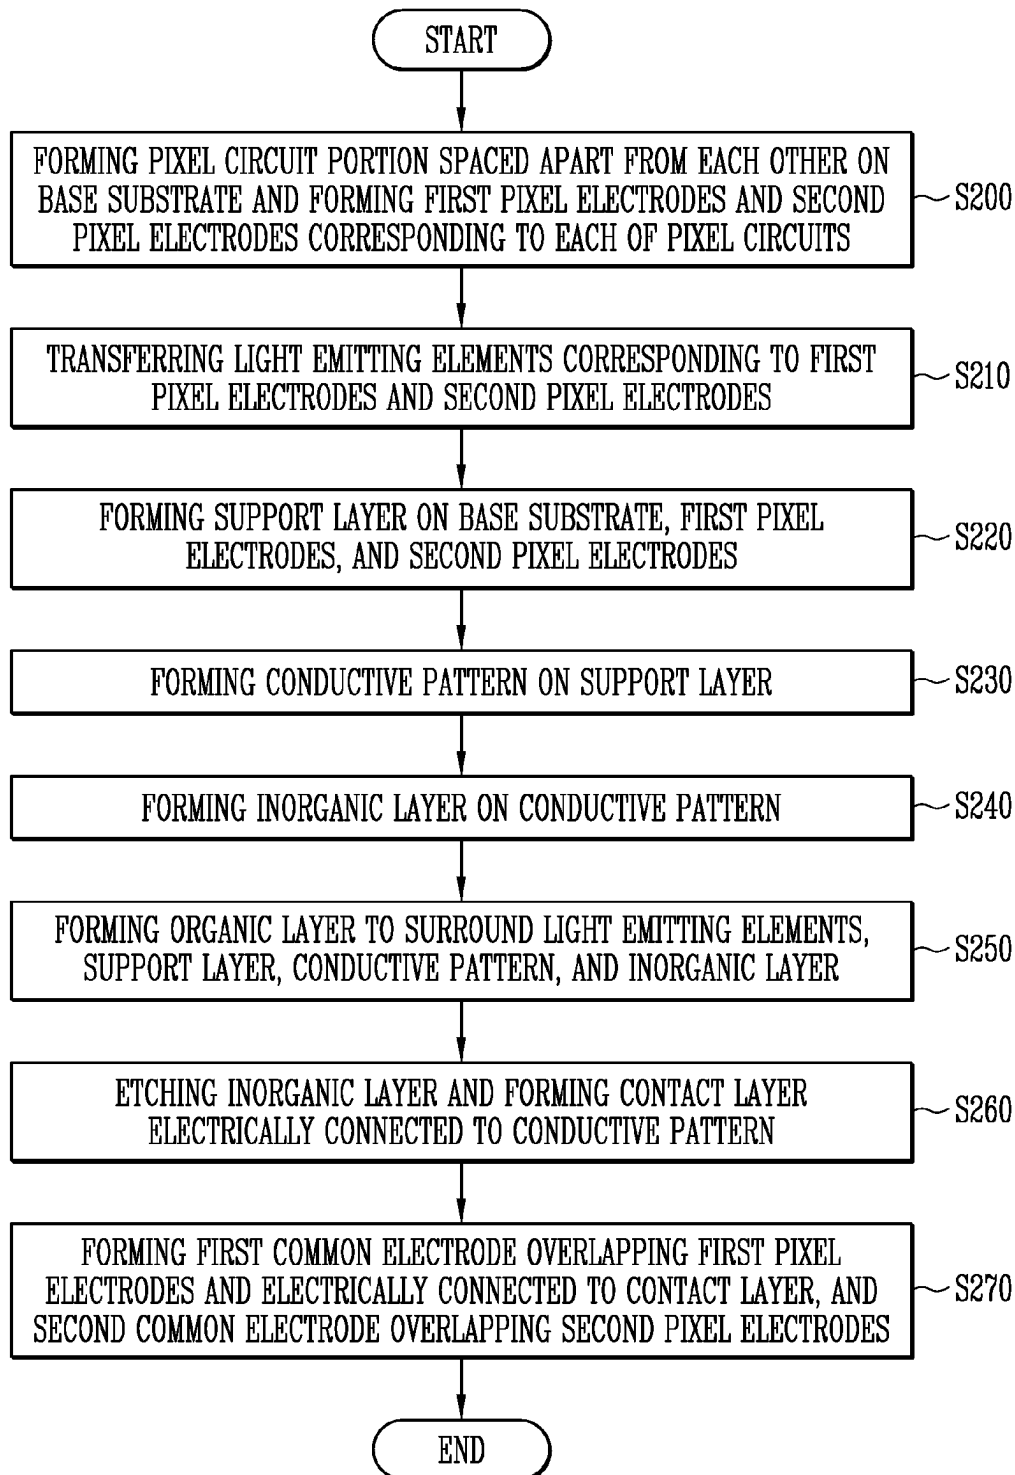 START
FORMING PIXEL CIRCUIT PORTION SPACED APART FROM EACH OTHER ON
BASE SUBSTRATE AND FORMING FIRST PIXEL ELECTRODES AND SECOND
PIXEL ELECTRODES CORRESPONDING TO EACH OF PIXEL CIRCUITS
S200
TRANSFERRING LIGHT EMITTING ELEMENTS CORRESPONDING TO FIRST
PIXEL ELECTRODES AND SECOND PIXEL ELECTRODES
S210
FORMING SUPPORT LAYER ON BASE SUBSTRATE, FIRST PIXEL
ELECTRODES, AND SECOND PIXEL ELECTRODES
S220
FORMING CONDUCTIVE PATTERN ON SUPPORT LAYER
S230
FORMING INORGANIC LAYER ON CONDUCTIVE PATTERN
S240
FORMING ORGANIC LAYER TO SURROUND LIGHT EMITTING ELEMENTS,
SUPPORT LAYER, CONDUCTIVE PATTERN, AND INORGANIC LAYER
S250
ETCHING INORGANIC LAYER AND FORMING CONTACT LAYER
ELECTRICALLY CONNECTED TO CONDUCTIVE PATTERN
S260
FORMING FIRST COMMON ELECTRODE OVERLAPPING FIRST PIXEL
ELECTRODES AND ELECTRICALLY CONNECTED TO CONTACT LAYER, AND
SECOND COMMON ELECTRODE OVERLAPPING SECOND PIXEL ELECTRODES
S270
END